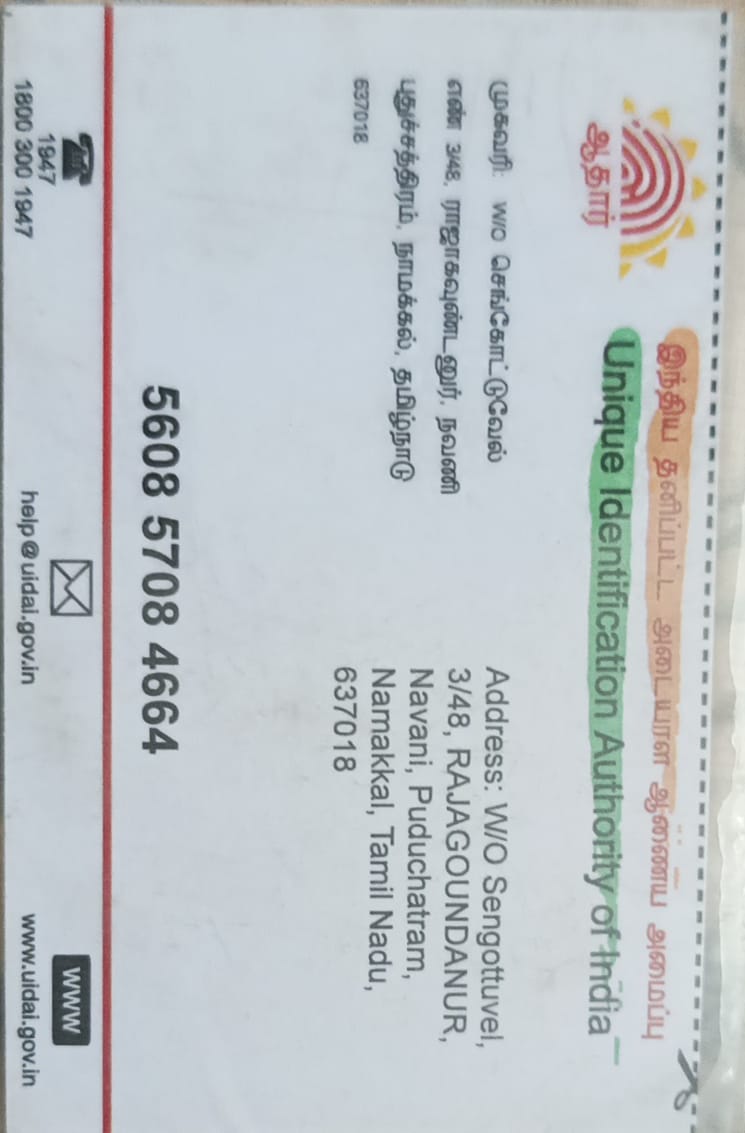 இந்திய தனிப்பட்ட அடையாள ஆணைய அமைப்பு
Unique Identification Authority of India
ஆதார்
முகவரி: W/O செங்கோட்டுவேல்
எண் 3/48, ராஜாகவுண்டனூர், நவணி
புதுச்சத்திரம், நாமக்கல், தமிழ்நாடு
637018
Address: W/O Sengottuvel,
3/48, RAJAGOUNDANUR,
Navani, Puduchatram,
Namakkal, Tamil Nadu,
637018
5608 5708 4664
1947
1800 300 1947
help@uidai.gov.in
www
www.uidai.gov.in